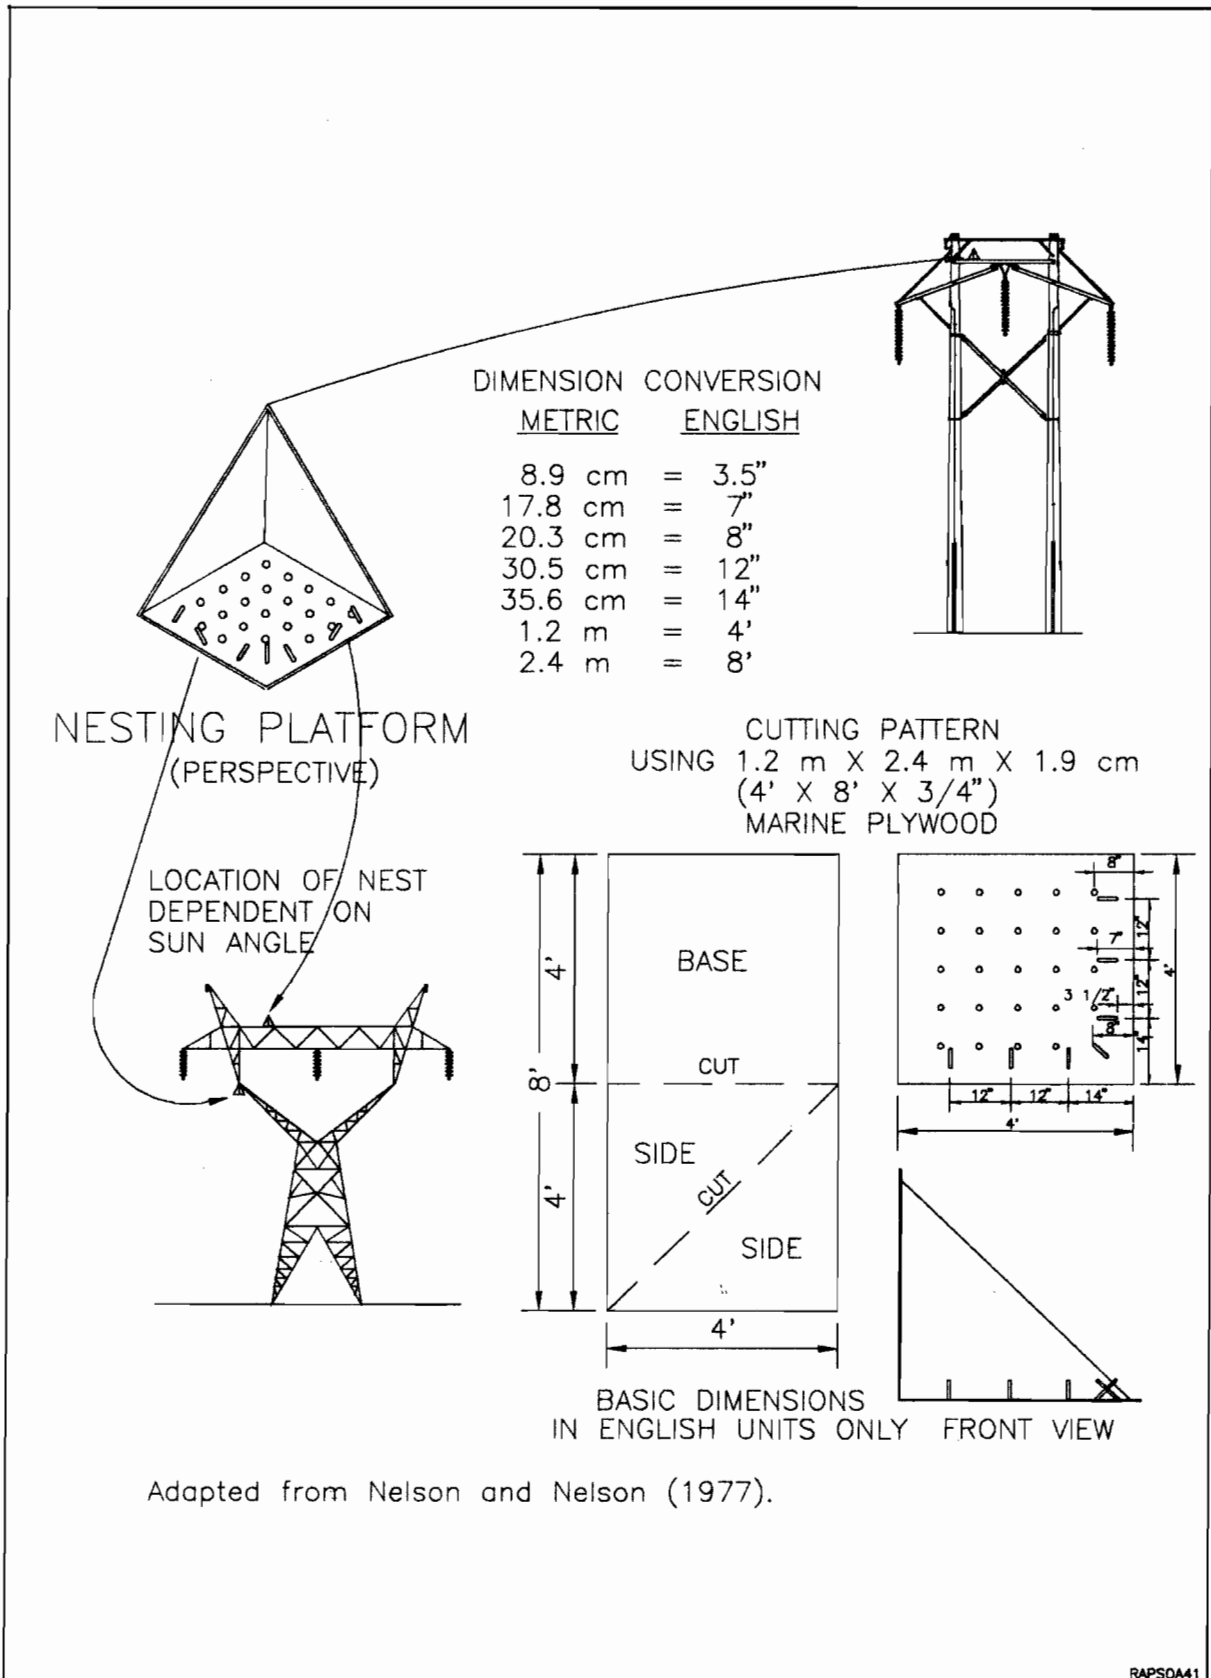 DIMENSION CONVERSION
METRIC ENGLISH
8.9 cm = 3.5"
17.8 cm = 7"
20.3 cm = 8"
30.5 cm = 12"
35.6 cm = 14"
1.2 m = 4'
2.4 m = 8'
NESTING PLATFORM
(PERSPECTIVE)
LOCATION OF NEST
DEPENDENT ON
SUN ANGLE
CUTTING PATTERN
USING 1.2 m X 2.4 m X 1.9 cm
(4' X 8' X 3/4")
MARINE PLYWOOD
4'
8'
4'
BASE
CUT
SIDE
CUT
SIDE
4'
8"
12"
7"
4'
12"
3 1/2"
8"
14"
12" 12" 14"
4'
BASIC DIMENSIONS
IN ENGLISH UNITS ONLY
FRONT VIEW
Adapted from Nelson and Nelson (1977).
RAPSOA41